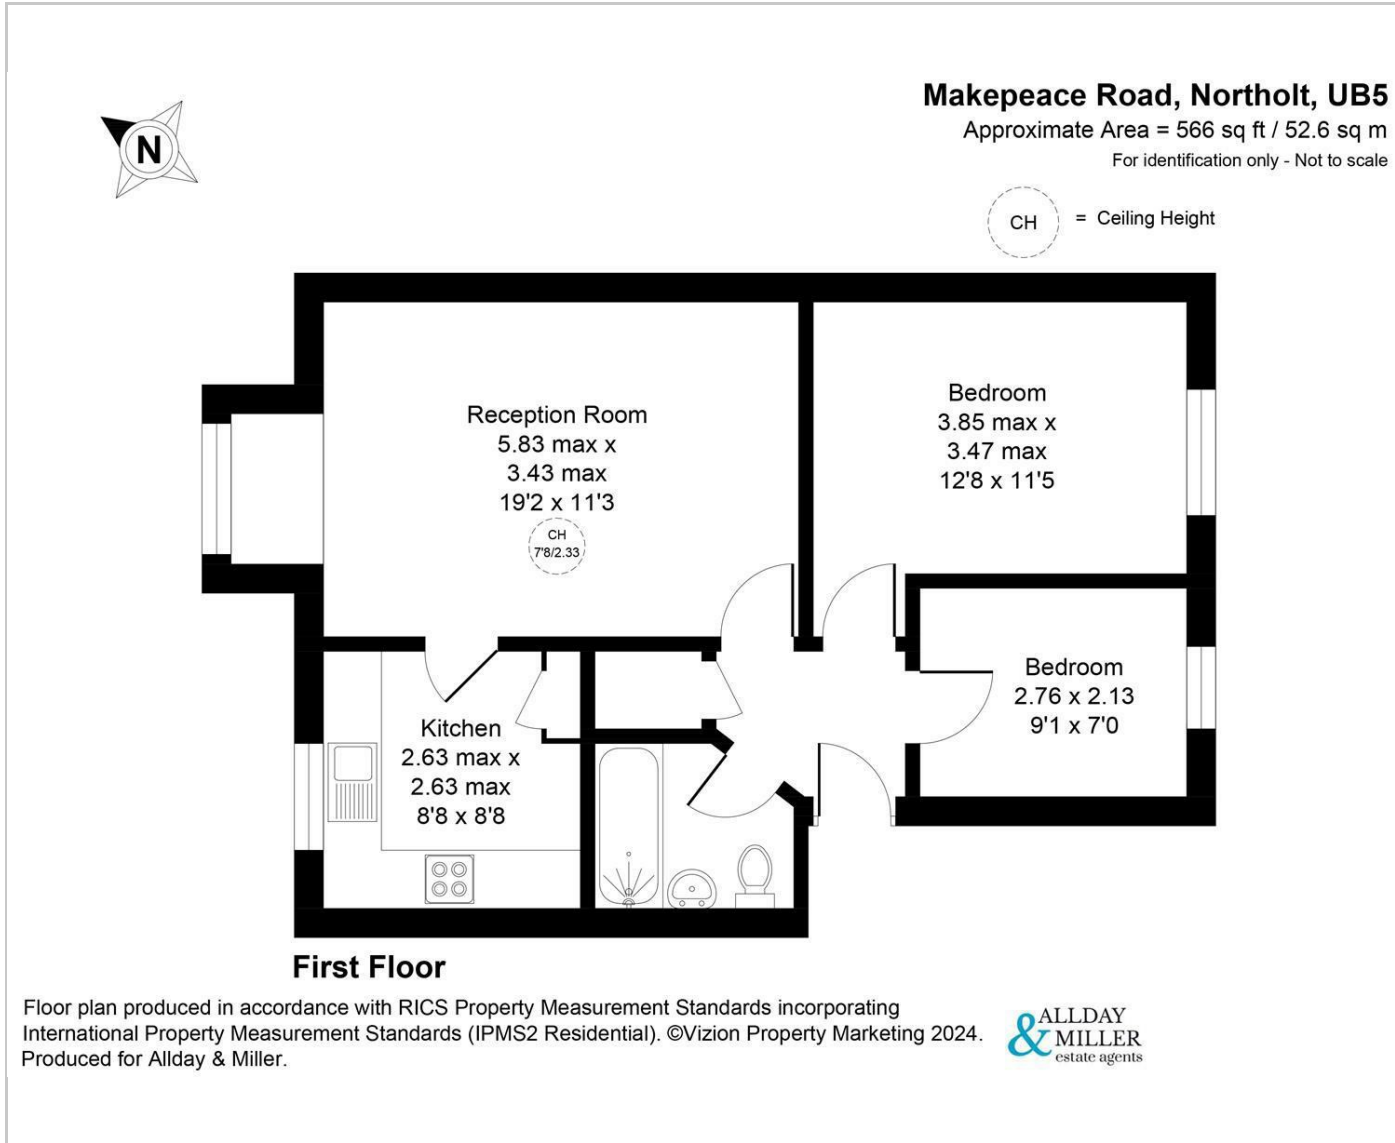 N
Makepeace Road, Northolt, UB5
Approximate Area = 566 sq ft / 52.6 sq m
For identification only - Not to scale
CH = Ceiling Height
Reception Room
5.83 max x
3.43 max
19'2 x 11'3
CH
7'8/2.33
Bedroom
3.85 max x
3.47 max
12'8 x 11'5
Bedroom
2.76 x 2.13
9'1 x 7'0
Kitchen
2.63 max x
2.63 max
8'8 x 8'8
First Floor
Floor plan produced in accordance with RICS Property Measurement Standards incorporating
International Property Measurement Standards (IPMS2 Residential). ©Vizion Property Marketing 2024.
Produced for Allday & Miller.
ALLDAY
& MILLER
estate agents